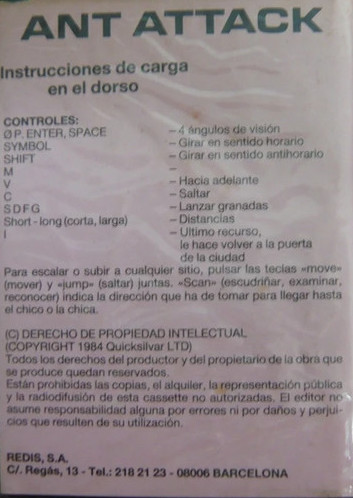 ANT ATTACK
Instrucciones de carga
en el dorso
CONTROLES:
Ø P. ENTER, SPACE – 4 ángulos de visión
SYMBOL – Girar en sentido horario
SHIFT – Girar en sentido antihorario
M –
V – Hacia adelante
C – Saltar
S D F G – Lanzar granadas
Short - long (corta, larga) – Distancias
I – Ultimo recurso,
le hace volver a la puerta
de la ciudad
Para escalar o subir a cualquier sitio, pulsar las teclas «move»
(mover) y «jump» (saltar) juntas. «Scan» (escudriñar, examinar,
reconocer) indica la dirección que ha de tomar para llegar hasta
el chico o la chica.
(C) DERECHO DE PROPIEDAD INTELECTUAL
(COPYRIGHT 1984 Quicksilvar LTD)
Todos los derechos del productor y del propietario de la obra que
se produce quedan reservados.
Están prohibidas las copias, el alquiler, la representación pública
y la radiodifusión de esta cassette no autorizadas. El editor no
asume responsabilidad alguna por errores ni por daños y perjui-
cios que resulten de su utilización.
REDIS, S.A.
C/. Regás, 13 - Tel.: 218 21 23 - 08006 BARCELONA